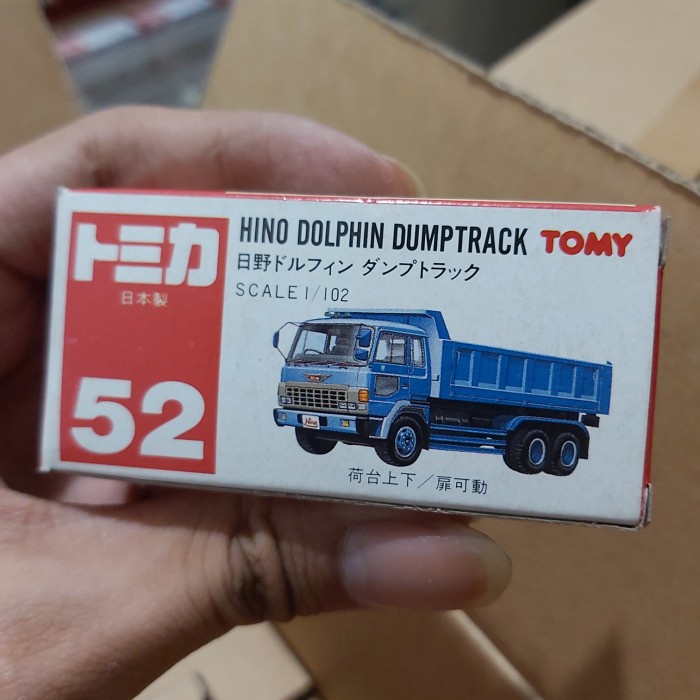 トミカ
日本製
52
HINO DOLPHIN DUMPTRACK TOMY
日野ドルフィン ダンプトラック
SCALE 1/102
Hino
荷台上下/扉可動